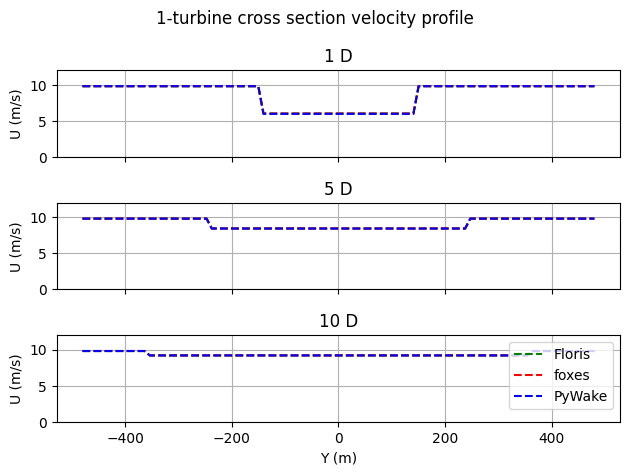 1-turbine cross section velocity profile
1 D
10
5
0
U (m/s)
5 D
10
5
0
U (m/s)
10 D
10
5
0
U (m/s)
Floris
foxes
PyWake
−400
−200
0
200
400
Y (m)